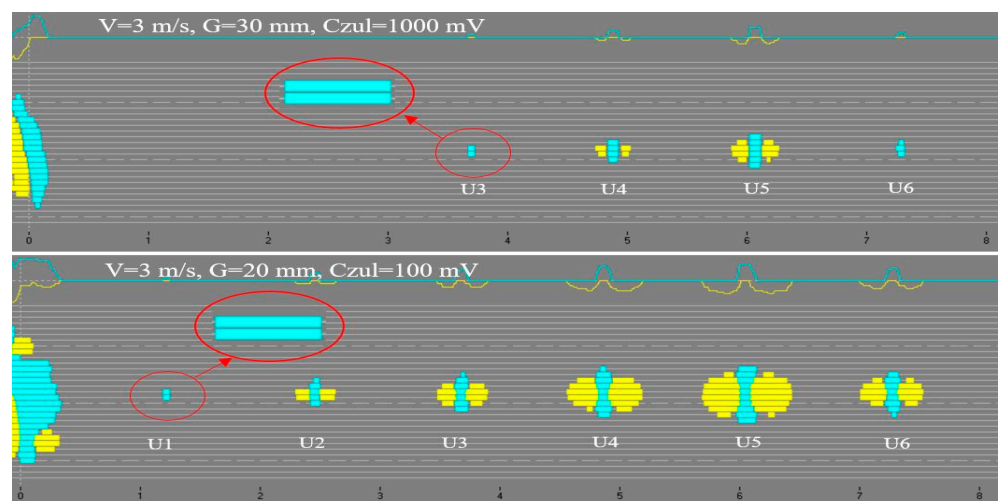 V=3 m/s, G=30 mm, Czul=1000 mV
U3 U4 U5 U6
0 1 2 3 4 5 6 7 8
V=3 m/s, G=20 mm, Czul=100 mV
U1 U2 U3 U4 U5 U6
0 1 2 3 4 5 6 7 8